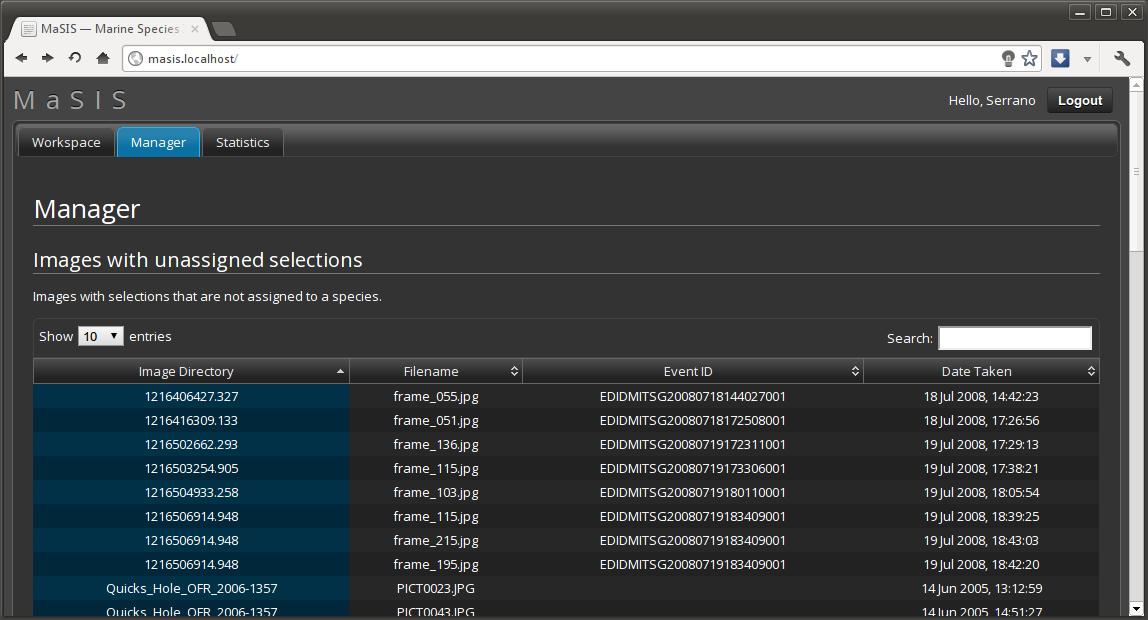 MaSIS — Marine Species
masis.localhost/
MaSIS
Hello, Serrano Logout
Workspace Manager Statistics
Manager
Images with unassigned selections
Images with selections that are not assigned to a species.
Show 10 entries Search:
Image Directory Filename Event ID Date Taken
1216406427.327 frame_055.jpg EDIDMITSG20080718144027001 18 Jul 2008, 14:42:23
1216416309.133 frame_051.jpg EDIDMITSG20080718172508001 18 Jul 2008, 17:26:56
1216502662.293 frame_136.jpg EDIDMITSG20080719172311001 19 Jul 2008, 17:29:13
1216503254.905 frame_115.jpg EDIDMITSG20080719173306001 19 Jul 2008, 17:38:21
1216504933.258 frame_103.jpg EDIDMITSG20080719180110001 19 Jul 2008, 18:05:54
1216506914.948 frame_115.jpg EDIDMITSG20080719183409001 19 Jul 2008, 18:39:25
1216506914.948 frame_215.jpg EDIDMITSG20080719183409001 19 Jul 2008, 18:43:03
1216506914.948 frame_195.jpg EDIDMITSG20080719183409001 19 Jul 2008, 18:42:20
Quicks_Hole_OFR_2006-1357 PICT0023.JPG 14 Jun 2005, 13:12:59
Quicks_Hole_OFR_2006-1357 PICT0043.JPG 14 Jun 2005, 14:51:27